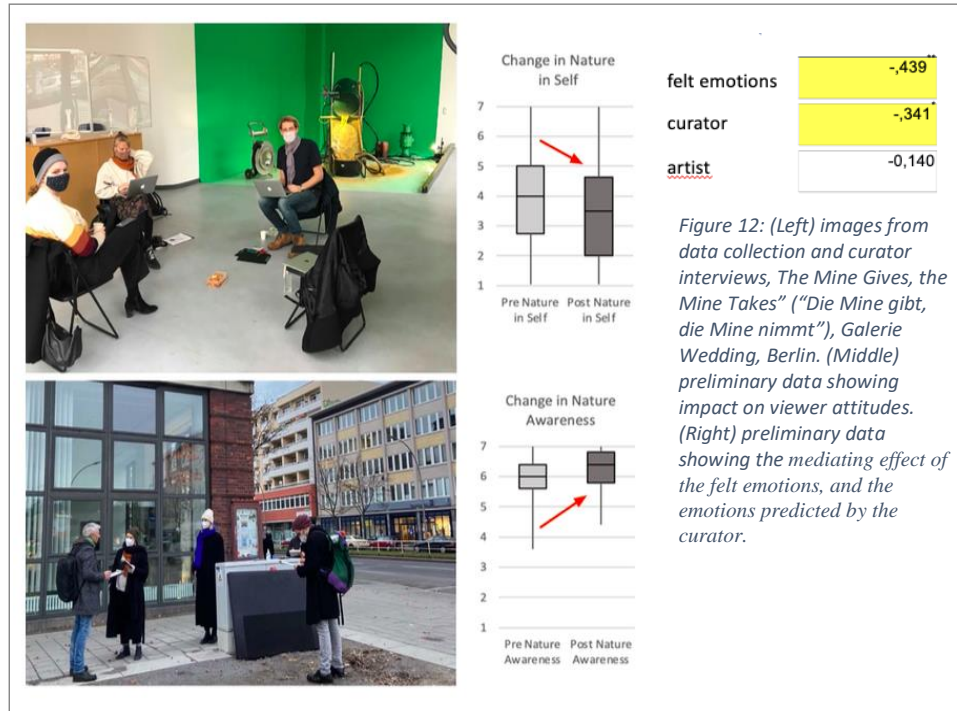 Change in Nature
in Self
7
6
5
4
3
2
1
Pre Nature
in Self
Post Nature
in Self
Change in Nature
Awareness
7
6
5
4
3
2
1
Pre Nature
Awareness
Post Nature
Awareness
felt emotions
-,439**
curator
-,341*
artist
-0,140
Figure 12: (Left) images from
data collection and curator
interviews, The Mine Gives, the
Mine Takes” (“Die Mine gibt,
die Mine nimmt”), Galerie
Wedding, Berlin. (Middle)
preliminary data showing
impact on viewer attitudes.
(Right) preliminary data
showing the mediating effect of
the felt emotions, and the
emotions predicted by the
curator.